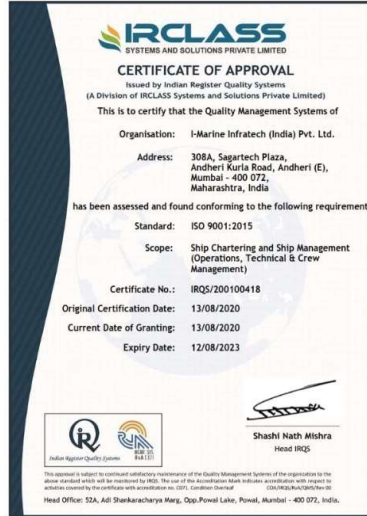 IRCLASS
SYSTEMS AND SOLUTIONS PRIVATE LIMITED
CERTIFICATE OF APPROVAL
Issued by Indian Register Quality Systems
(A Division of IRCLASS Systems and Solutions Private Limited)
This is to certify that the Quality Management Systems of
Organisation: I-Marine Infratech (India) Pvt. Ltd.
Address: 308A, Sagartech Plaza,
Andheri Kurla Road, Andheri (E),
Mumbai - 400 072,
Maharashtra, India
has been assessed and found conforming to the following requirement
Standard: ISO 9001:2015
Scope: Ship Chartering and Ship Management
(Operations, Technical & Crew
Management)
Certificate No.: IRQS/200100418
Original Certification Date: 13/08/2020
Current Date of Granting: 13/08/2020
Expiry Date: 12/08/2023
Shashi Nath Mishra
Head IRQS
Indian Register Quality Systems
This approval is subject to continued satisfactory maintenance of the Quality Management Systems of the organization to the
above standard which will be monitored by IRQS. The use of the Accreditation Mark indicates accreditation with respect to
activities covered by the certificate with accreditation no. C071. Condition Overleaf
Head Office: 52A, Adi Shankaracharya Marg, Opp.Powai Lake, Powai, Mumbai - 400 072, India.